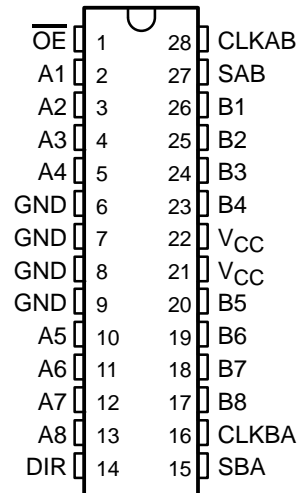 O̅E̅ 1 28 CLKAB
A1 2 27 SAB
A2 3 26 B1
A3 4 25 B2
A4 5 24 B3
GND 6 23 B4
GND 7 22 VCC
GND 8 21 VCC
GND 9 20 B5
A5 10 19 B6
A6 11 18 B7
A7 12 17 B8
A8 13 16 CLKBA
DIR 14 15 SBA